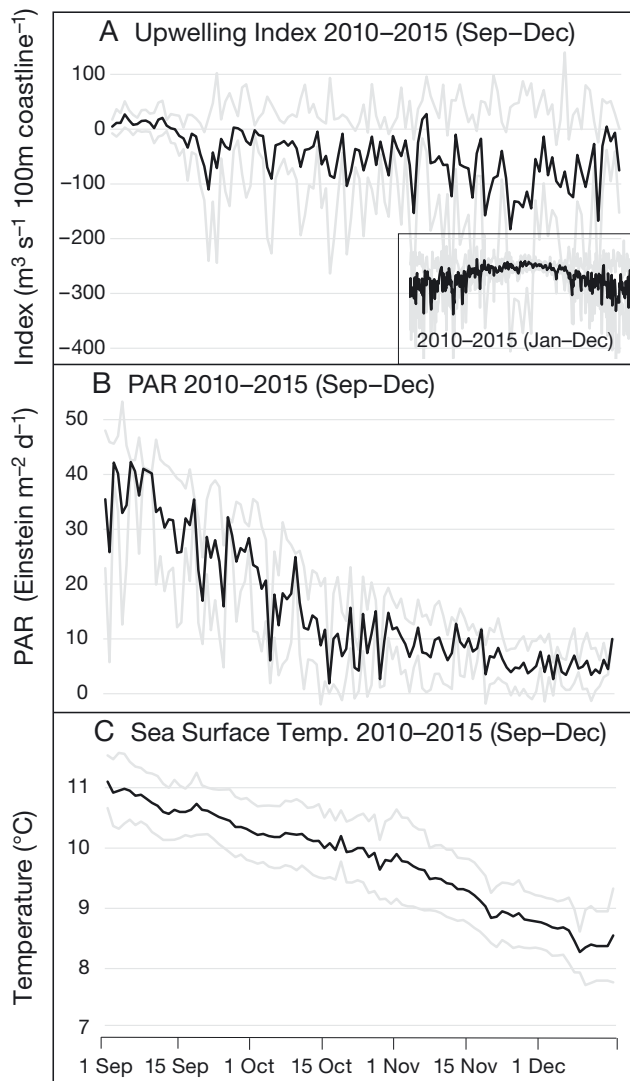 A Upwelling Index 2010–2015 (Sep–Dec)
Index (m³ s⁻¹ 100m coastline⁻¹)
100
0
−100
−200
−300
−400
2010–2015 (Jan–Dec)
B PAR 2010–2015 (Sep–Dec)
PAR (Einstein m⁻² d⁻¹)
50
40
30
20
10
0
C Sea Surface Temp. 2010–2015 (Sep–Dec)
Temperature (°C)
11
10
9
8
7
1 Sep 15 Sep 1 Oct 15 Oct 1 Nov 15 Nov 1 Dec